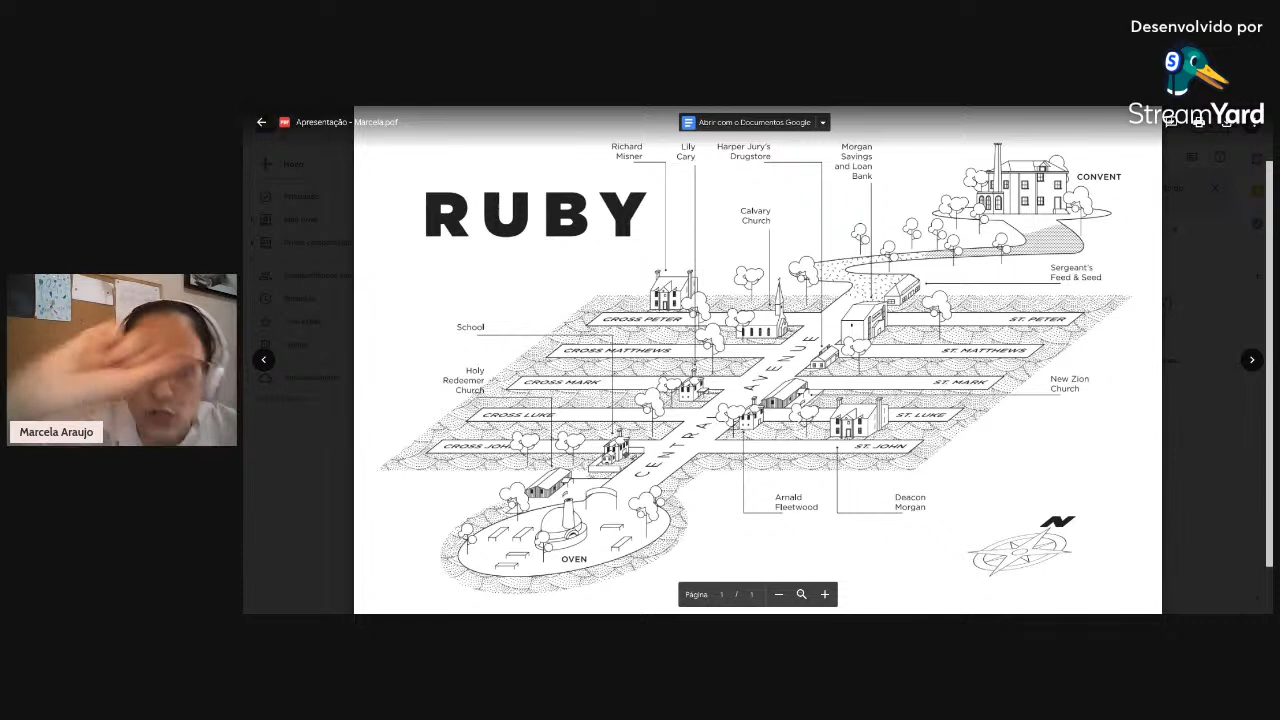 Desenvolvido por
StreamYard
Apresentação - Marcela.pdf
Abrir com o Documentos Google
Richard
Misner
Lily
Cary
Harper Jury's
Drugstore
Morgan
Savings
and Loan
Bank
CONVENT
RUBY
Calvary
Church
Sergeant's
Feed & Seed
School
CROSS PETER
ST. PETER
CROSS MATTHEWS
ST. MATTHEWS
Holy
Redeemer
Church
CROSS MARK
ST. MARK
New Zion
Church
CROSS LUKE
ST. LUKE
CROSS JOH
ST. JOHN
CENTRA AVENUE
Marcela Araujo
Arnald
Fleetwood
Deacon
Morgan
N
OVEN
Página 1 / 1